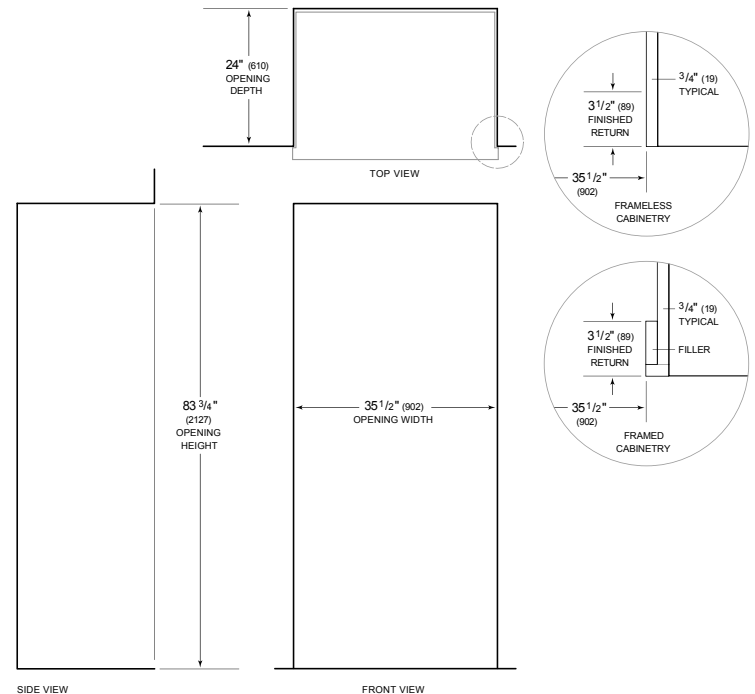 24" (610)
OPENING
DEPTH
TOP VIEW
3/4" (19)
TYPICAL
3 1/2" (89)
FINISHED
RETURN
35 1/2"
(902)
FRAMELESS
CABINETRY
3/4" (19)
TYPICAL
3 1/2" (89)
FINISHED
RETURN
FILLER
35 1/2"
(902)
FRAMED
CABINETRY
83 3/4"
(2127)
OPENING
HEIGHT
35 1/2" (902)
OPENING WIDTH
SIDE VIEW
FRONT VIEW